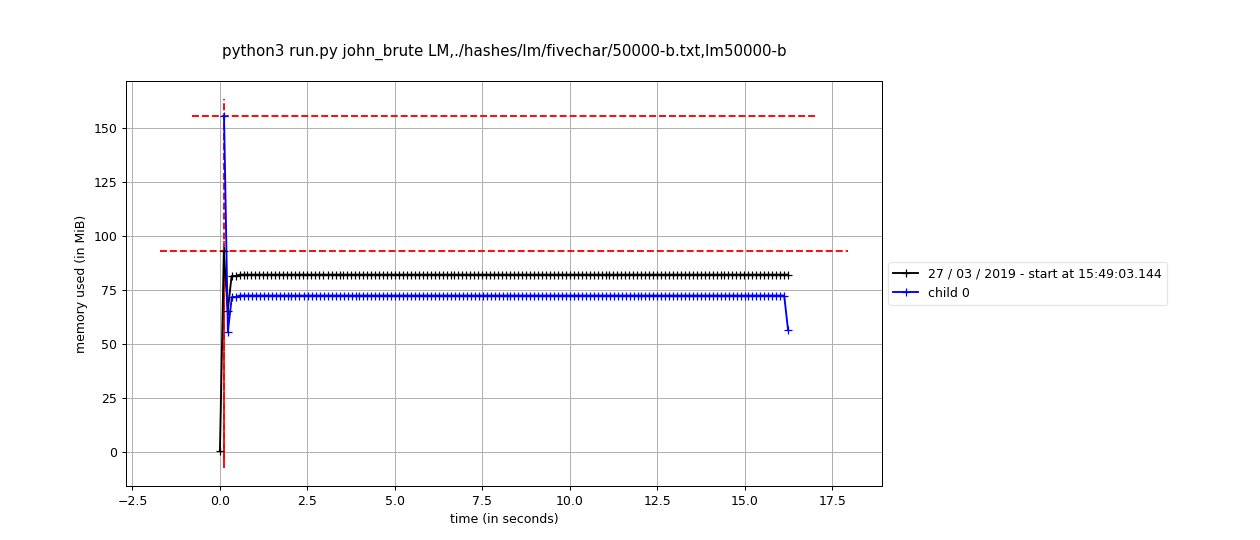 python3 run.py john_brute LM,./hashes/lm/fivechar/50000-b.txt,lm50000-b
150
125
100
75
50
25
0
memory used (in MiB)
−2.5 0.0 2.5 5.0 7.5 10.0 12.5 15.0 17.5
time (in seconds)
27 / 03 / 2019 - start at 15:49:03.144
child 0